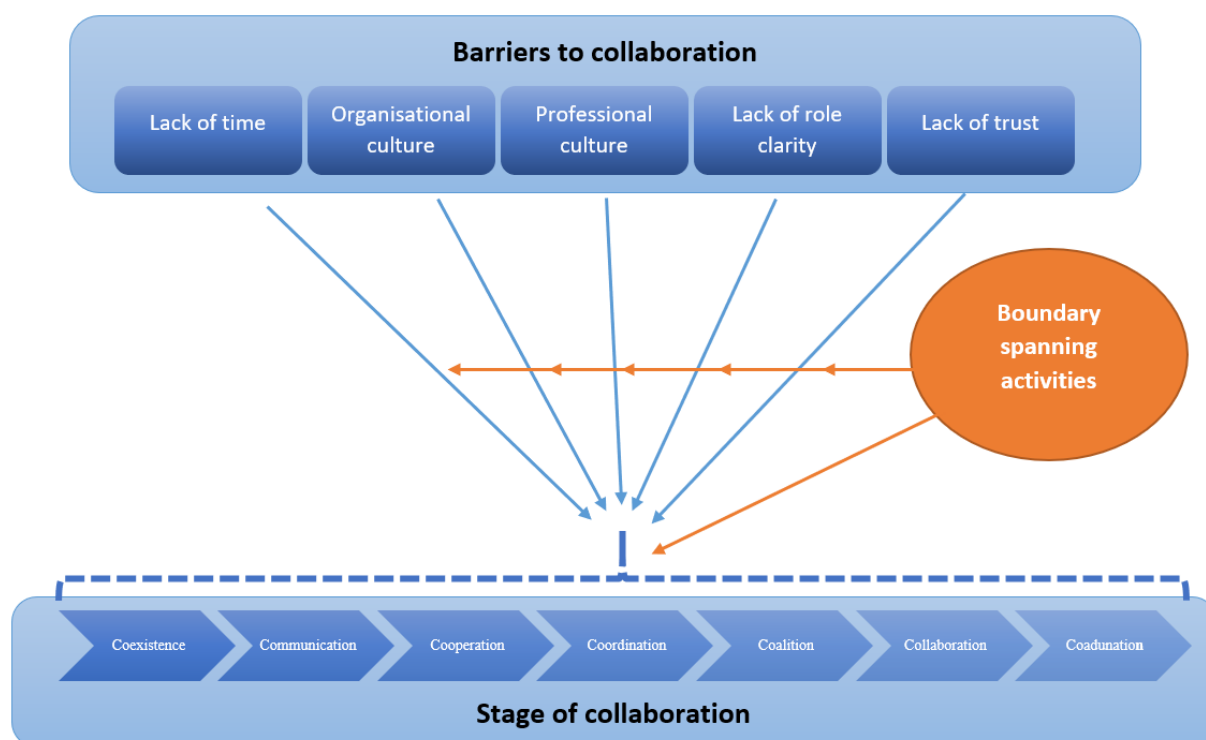 Barriers to collaboration
Lack of time
Organisational
culture
Professional
culture
Lack of role
clarity
Lack of trust
Boundary
spanning
activities
Coexistence
Communication
Cooperation
Coordination
Coalition
Collaboration
Coadunation
Stage of collaboration